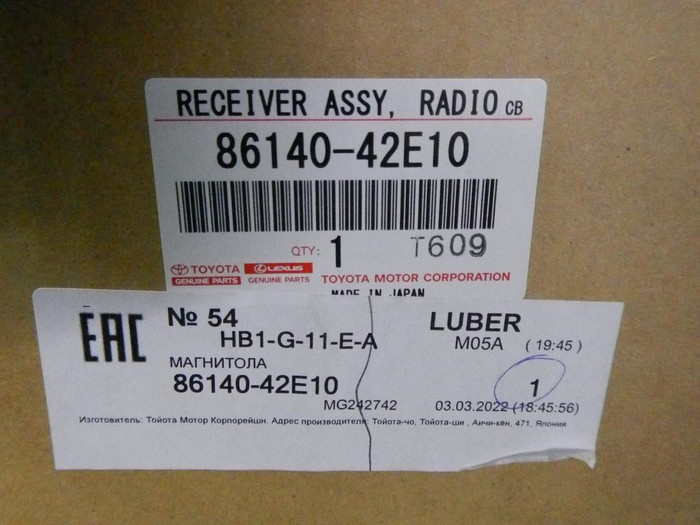 RECEIVER ASSY, RADIO CB
86140-42E10
QTY: 1 T609
TOYOTA LEXUS
GENUINE PARTS GENUINE PARTS TOYOTA MOTOR CORPORATION
MADE IN JAPAN
EAC № 54 LUBER
HB1-G-11-E-A M05A (19:45)
МАГНИТОЛА
86140-42E10 1
MG242742 03.03.2022 (18:45:56)
Изготовитель: Тойота Мотор Корпорейшн. Адрес производителя: Тойота-чо, Тойота-ши , Аичи-кен, 471, Япония